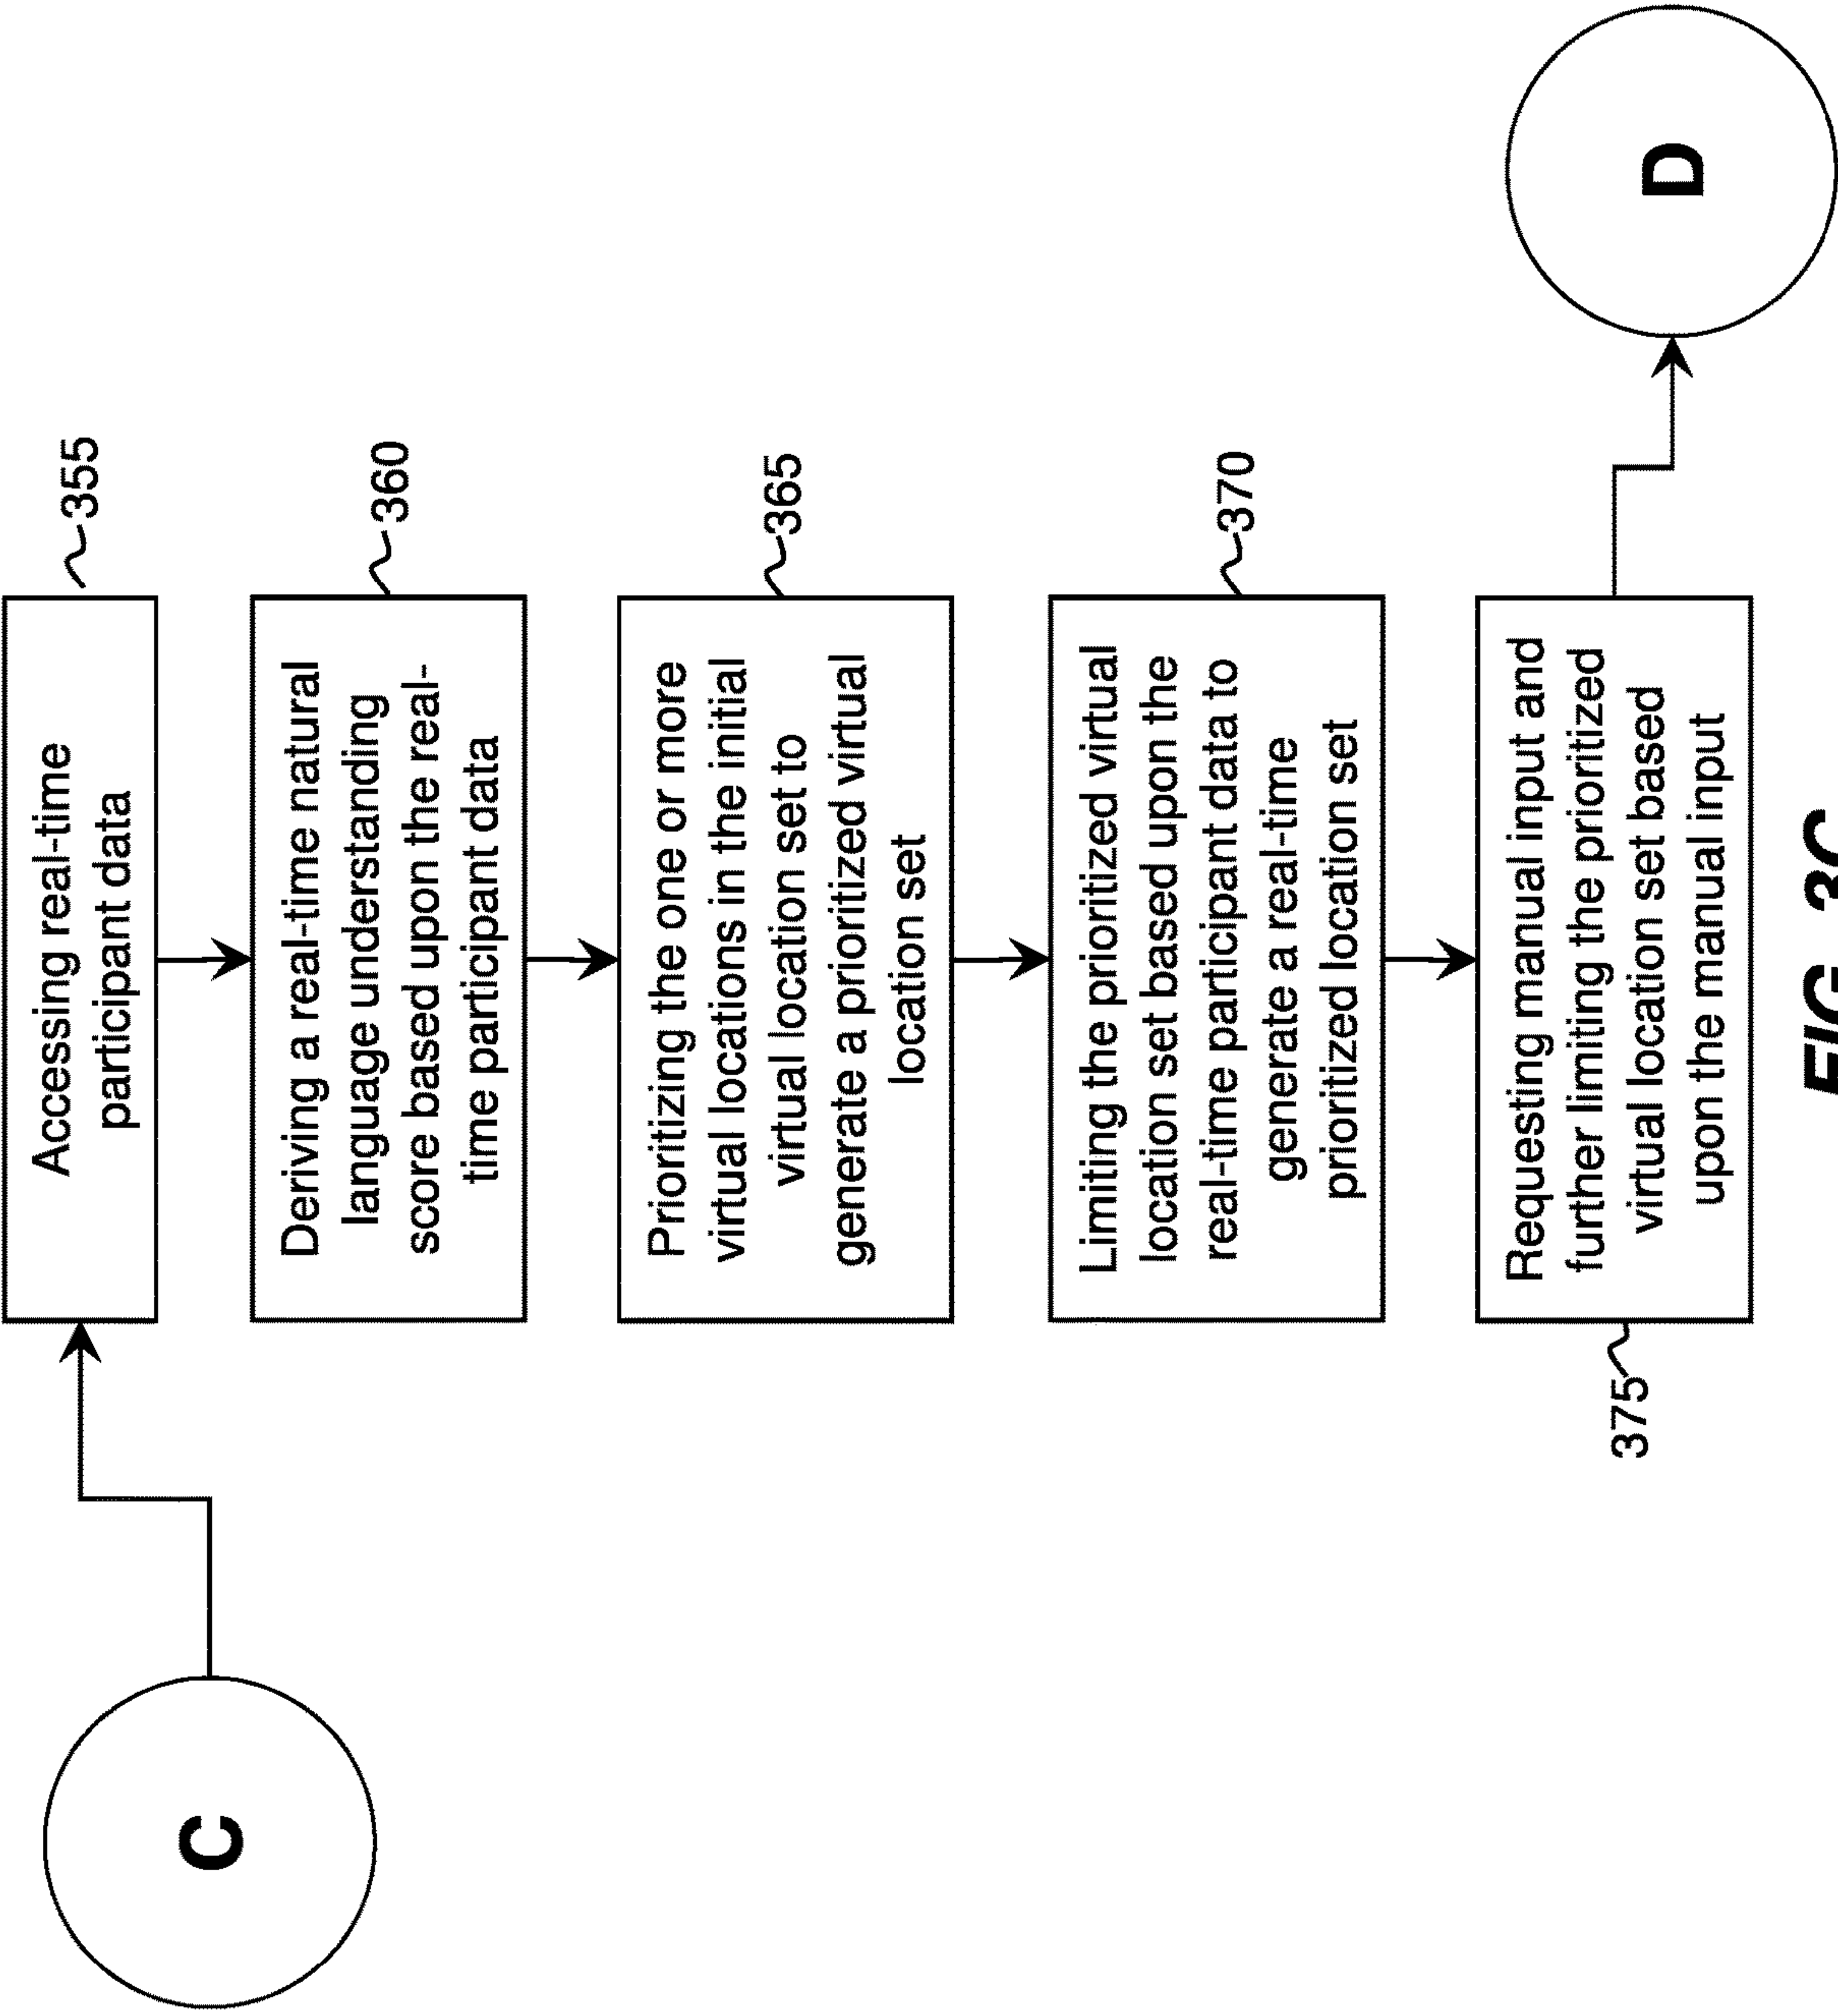 C
Accessing real-time
participant data
355
Deriving a real-time natural
language understanding
score based upon the real-
time participant data
360
Prioritizing the one or more
virtual locations in the initial
virtual location set to
generate a prioritized virtual
location set
365
Limiting the prioritized virtual
location set based upon the
real-time participant data to
generate a real-time
prioritized location set
370
Requesting manual input and
further limiting the prioritized
virtual location set based
upon the manual input
375
D
FIG. 3C